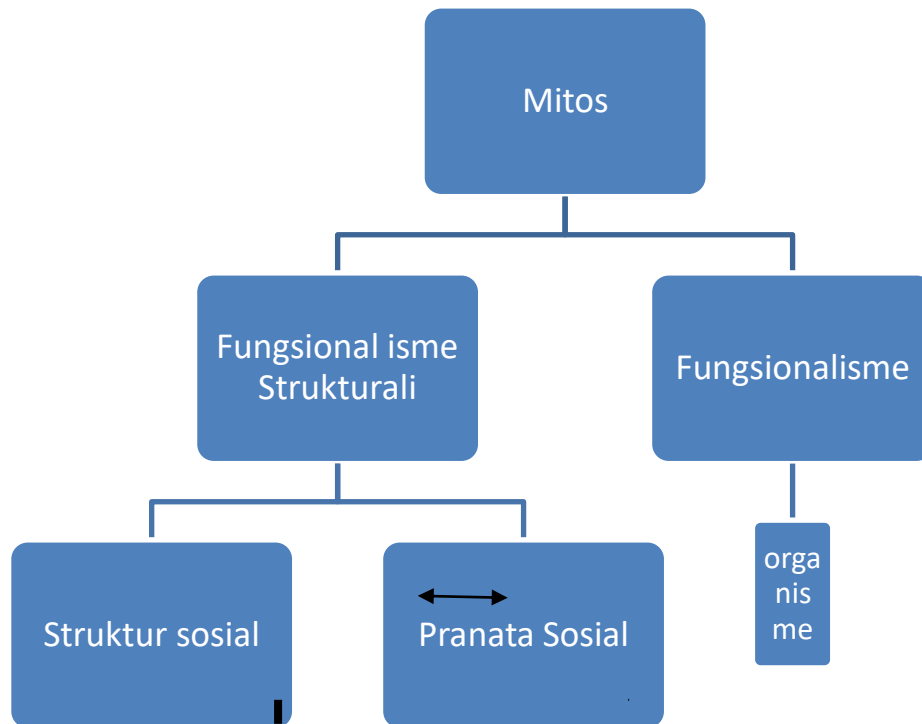 Mitos
Fungsional isme
Strukturali
Fungsionalisme
Struktur sosial
Pranata Sosial
orga
nis
me